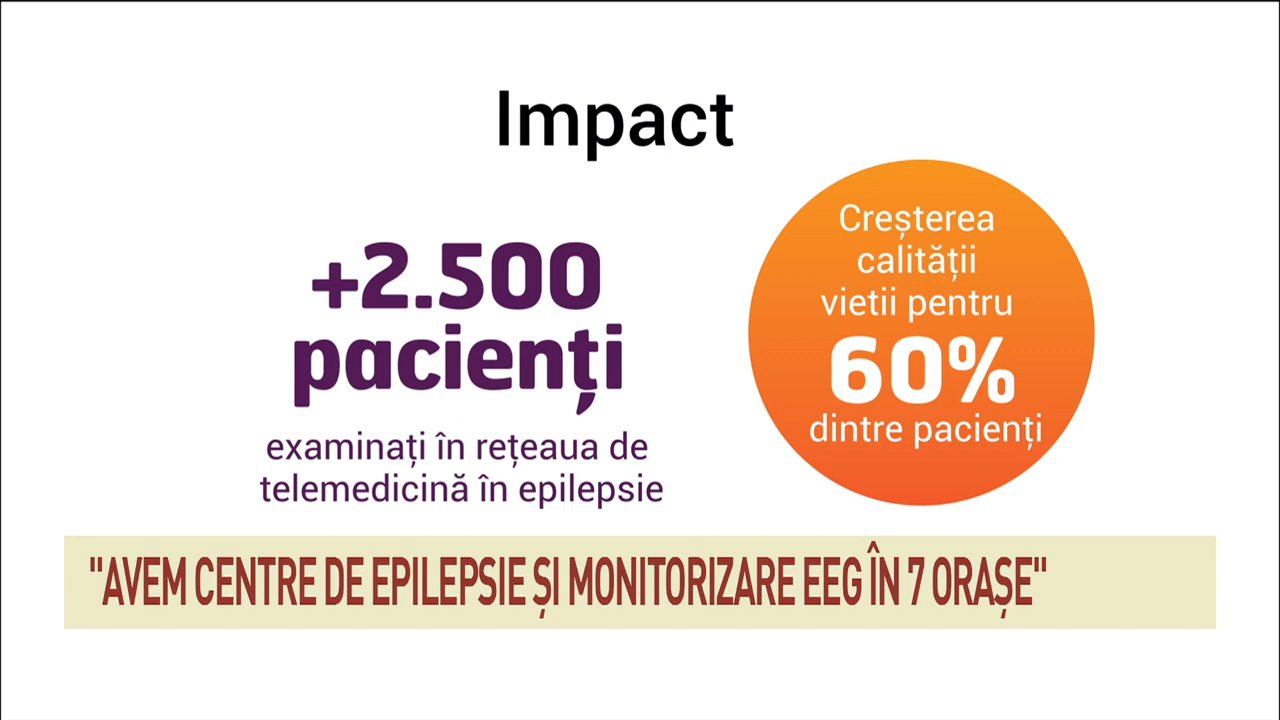 Impact
+2.500
pacienți
examinați în rețeaua de
telemedicină în epilepsie
Creșterea
calității
vietii pentru
60%
dintre pacienți
"AVEM CENTRE DE EPILEPSIE ȘI MONITORIZARE EEG ÎN 7 ORAȘE"